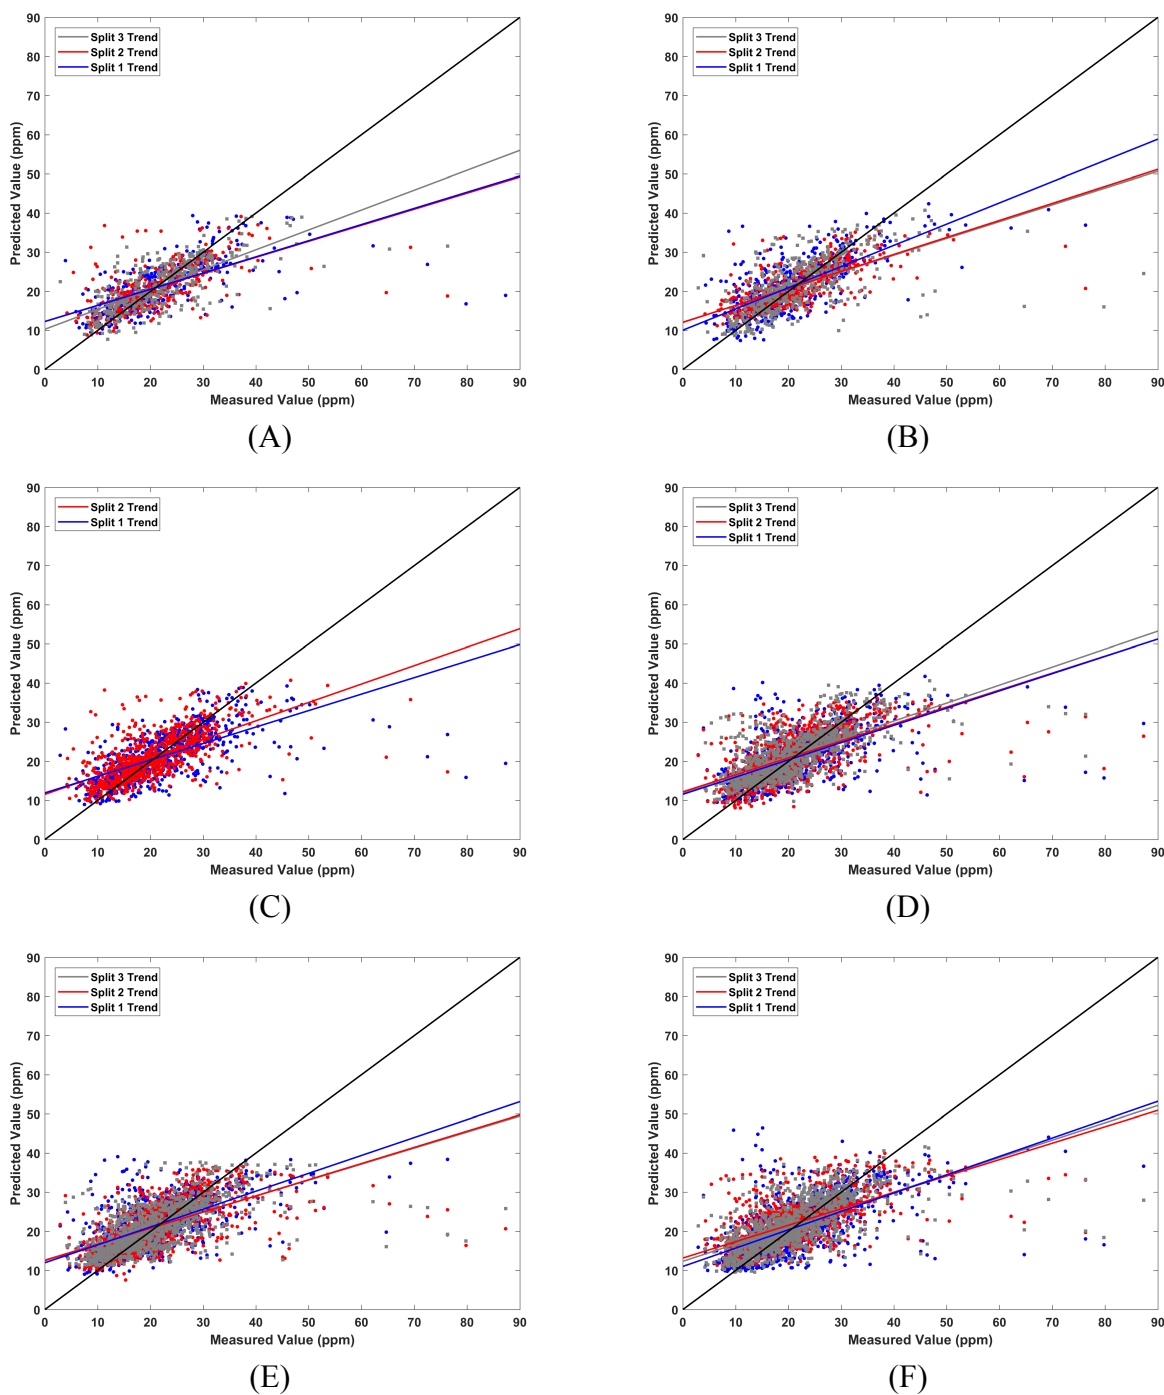 90
80
70
60
50
40
30
20
10
0
Predicted Value (ppm)
Split 3 Trend
Split 2 Trend
Split 1 Trend
0 10 20 30 40 50 60 70 80 90
Measured Value (ppm)
(A)
90
80
70
60
50
40
30
20
10
0
Predicted Value (ppm)
Split 3 Trend
Split 2 Trend
Split 1 Trend
0 10 20 30 40 50 60 70 80 90
Measured Value (ppm)
(B)
90
80
70
60
50
40
30
20
10
0
Predicted Value (ppm)
Split 2 Trend
Split 1 Trend
0 10 20 30 40 50 60 70 80 90
Measured Value (ppm)
(C)
90
80
70
60
50
40
30
20
10
0
Predicted Value (ppm)
Split 3 Trend
Split 2 Trend
Split 1 Trend
0 10 20 30 40 50 60 70 80 90
Measured Value (ppm)
(D)
90
80
70
60
50
40
30
20
10
0
Predicted Value (ppm)
Split 3 Trend
Split 2 Trend
Split 1 Trend
0 10 20 30 40 50 60 70 80 90
Measured Value (ppm)
(E)
90
80
70
60
50
40
30
20
10
0
Predicted Value (ppm)
Split 3 Trend
Split 2 Trend
Split 1 Trend
0 10 20 30 40 50 60 70 80 90
Measured Value (ppm)
(F)